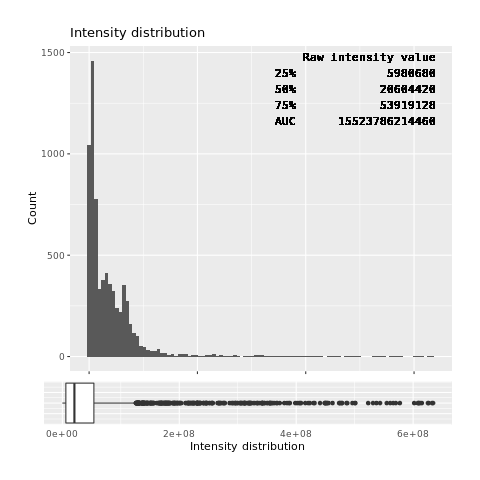 Intensity distribution
Raw intensity value
25% 5980680
50% 20604420
75% 53919128
AUC 15523786214460
Count
1500
1000
500
0
0e+00 2e+08 4e+08 6e+08
Intensity distribution